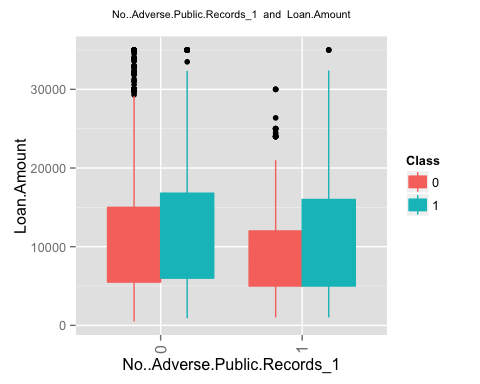 No..Adverse.Public.Records_1 and Loan.Amount
Loan.Amount
30000
20000
10000
0
0
1
No..Adverse.Public.Records_1
Class
0
1